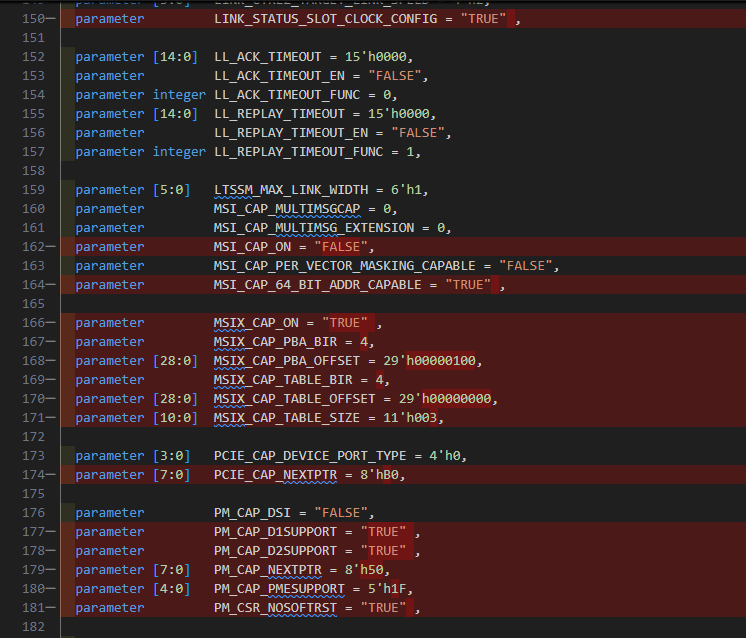 150— parameter LINK_STATUS_SLOT_CLOCK_CONFIG = "TRUE" ,
151
152 parameter [14:0] LL_ACK_TIMEOUT = 15'h0000,
153 parameter LL_ACK_TIMEOUT_EN = "FALSE",
154 parameter integer LL_ACK_TIMEOUT_FUNC = 0,
155 parameter [14:0] LL_REPLAY_TIMEOUT = 15'h0000,
156 parameter LL_REPLAY_TIMEOUT_EN = "FALSE",
157 parameter integer LL_REPLAY_TIMEOUT_FUNC = 1,
158
159 parameter [5:0] LTSSM_MAX_LINK_WIDTH = 6'h1,
160 parameter MSI_CAP_MULTIMSGCAP = 0,
161 parameter MSI_CAP_MULTIMSG_EXTENSION = 0,
162— parameter MSI_CAP_ON = "FALSE",
163 parameter MSI_CAP_PER_VECTOR_MASKING_CAPABLE = "FALSE",
164— parameter MSI_CAP_64_BIT_ADDR_CAPABLE = "TRUE" ,
165
166— parameter MSIX_CAP_ON = "TRUE" ,
167— parameter MSIX_CAP_PBA_BIR = 4,
168— parameter [28:0] MSIX_CAP_PBA_OFFSET = 29'h00000100,
169— parameter MSIX_CAP_TABLE_BIR = 4,
170— parameter [28:0] MSIX_CAP_TABLE_OFFSET = 29'h00000000,
171— parameter [10:0] MSIX_CAP_TABLE_SIZE = 11'h003,
172
173 parameter [3:0] PCIE_CAP_DEVICE_PORT_TYPE = 4'h0,
174— parameter [7:0] PCIE_CAP_NEXTPTR = 8'hB0,
175
176 parameter PM_CAP_DSI = "FALSE",
177— parameter PM_CAP_D1SUPPORT = "TRUE" ,
178— parameter PM_CAP_D2SUPPORT = "TRUE" ,
179— parameter [7:0] PM_CAP_NEXTPTR = 8'h50,
180— parameter [4:0] PM_CAP_PMESUPPORT = 5'h1F,
181— parameter PM_CSR_NOSOFTRST = "TRUE" ,
182